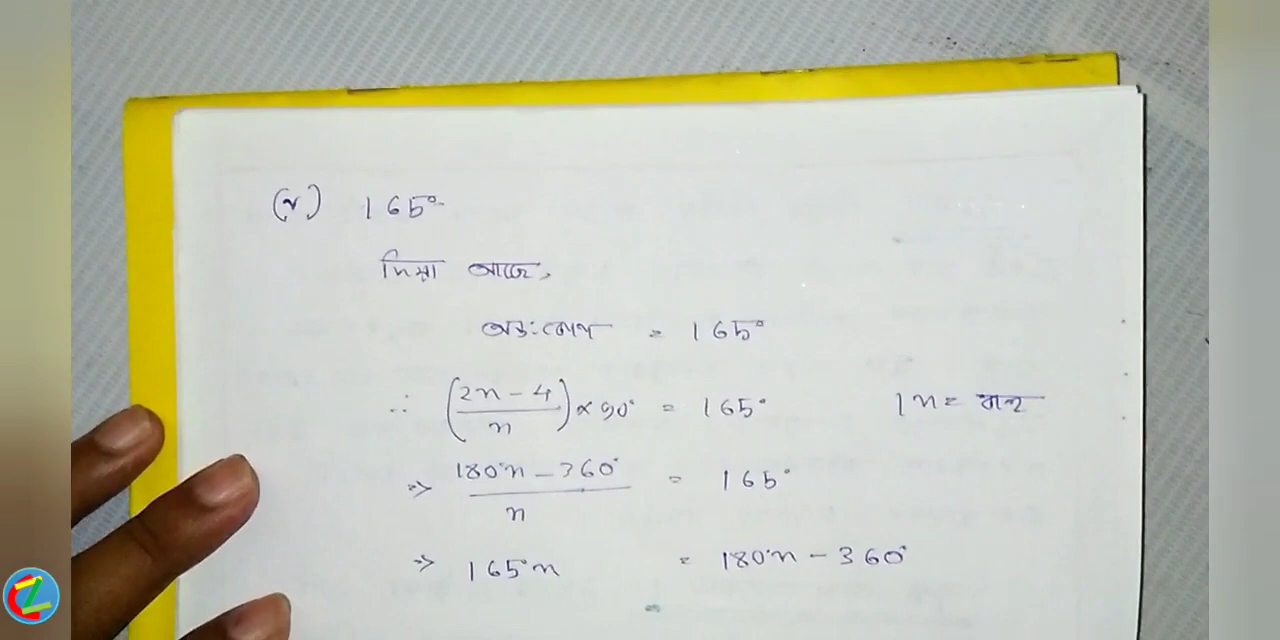 (v) 165°
দিয়া আছে,
অন্ত:কোণ = 165°
∴ (2n - 4 / n) × 90° = 165° | n = বাহু
⇒ 180°n - 360° / n = 165°
⇒ 165°n = 180°n - 360°
=